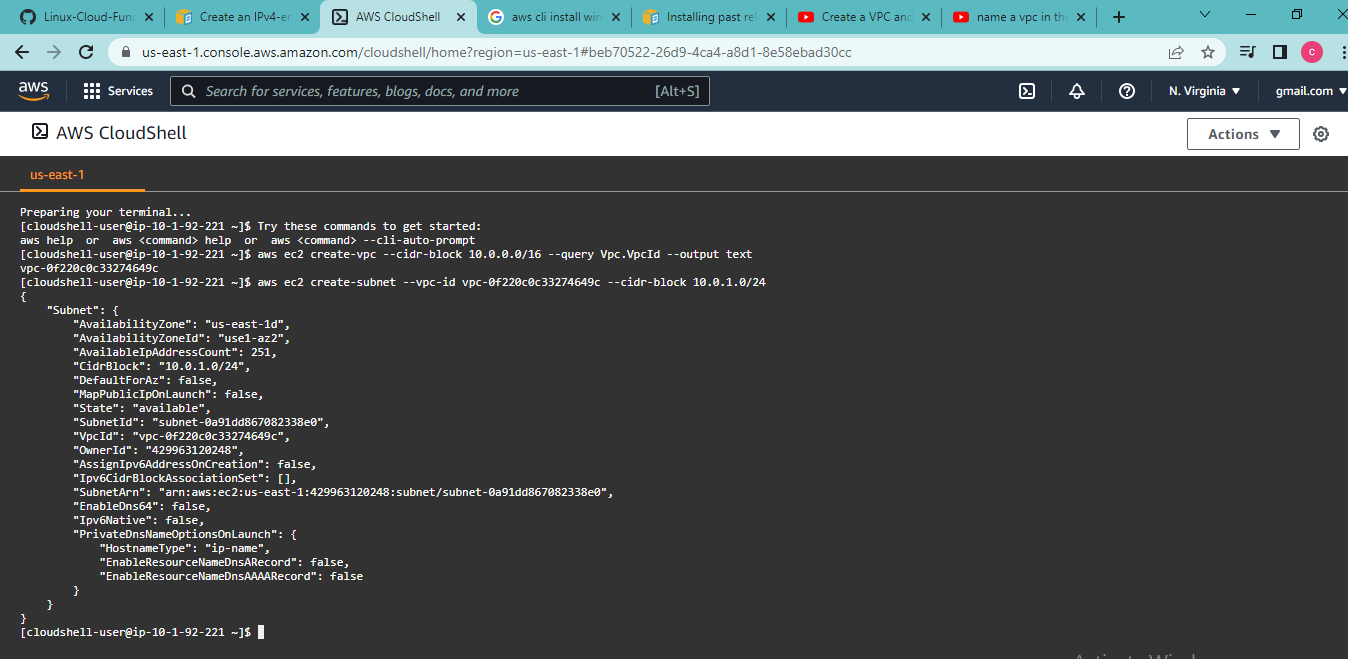 Linux-Cloud-Func
Create an IPv4-en
AWS CloudShell
aws cli install win
Installing past rel
Create a VPC and
name a vpc in the
us-east-1.console.aws.amazon.com/cloudshell/home?region=us-east-1#beb70522-26d9-4ca4-a8d1-8e58ebad30cc
c
aws
Services
Search for services, features, blogs, docs, and more
[Alt+S]
N. Virginia
gmail.com
AWS CloudShell
Actions
us-east-1
Preparing your terminal...
[cloudshell-user@ip-10-1-92-221 ~]$ Try these commands to get started:
aws help  or  aws <command> help  or  aws <command> --cli-auto-prompt
[cloudshell-user@ip-10-1-92-221 ~]$ aws ec2 create-vpc --cidr-block 10.0.0.0/16 --query Vpc.VpcId --output text
vpc-0f220c0c33274649c
[cloudshell-user@ip-10-1-92-221 ~]$ aws ec2 create-subnet --vpc-id vpc-0f220c0c33274649c --cidr-block 10.0.1.0/24
{
    "Subnet": {
        "AvailabilityZone": "us-east-1d",
        "AvailabilityZoneId": "use1-az2",
        "AvailableIpAddressCount": 251,
        "CidrBlock": "10.0.1.0/24",
        "DefaultForAz": false,
        "MapPublicIpOnLaunch": false,
        "State": "available",
        "SubnetId": "subnet-0a91dd867082338e0",
        "VpcId": "vpc-0f220c0c33274649c",
        "OwnerId": "429963120248",
        "AssignIpv6AddressOnCreation": false,
        "Ipv6CidrBlockAssociationSet": [],
        "SubnetArn": "arn:aws:ec2:us-east-1:429963120248:subnet/subnet-0a91dd867082338e0",
        "EnableDns64": false,
        "Ipv6Native": false,
        "PrivateDnsNameOptionsOnLaunch": {
            "HostnameType": "ip-name",
            "EnableResourceNameDnsARecord": false,
            "EnableResourceNameDnsAAAARecord": false
        }
    }
}
[cloudshell-user@ip-10-1-92-221 ~]$